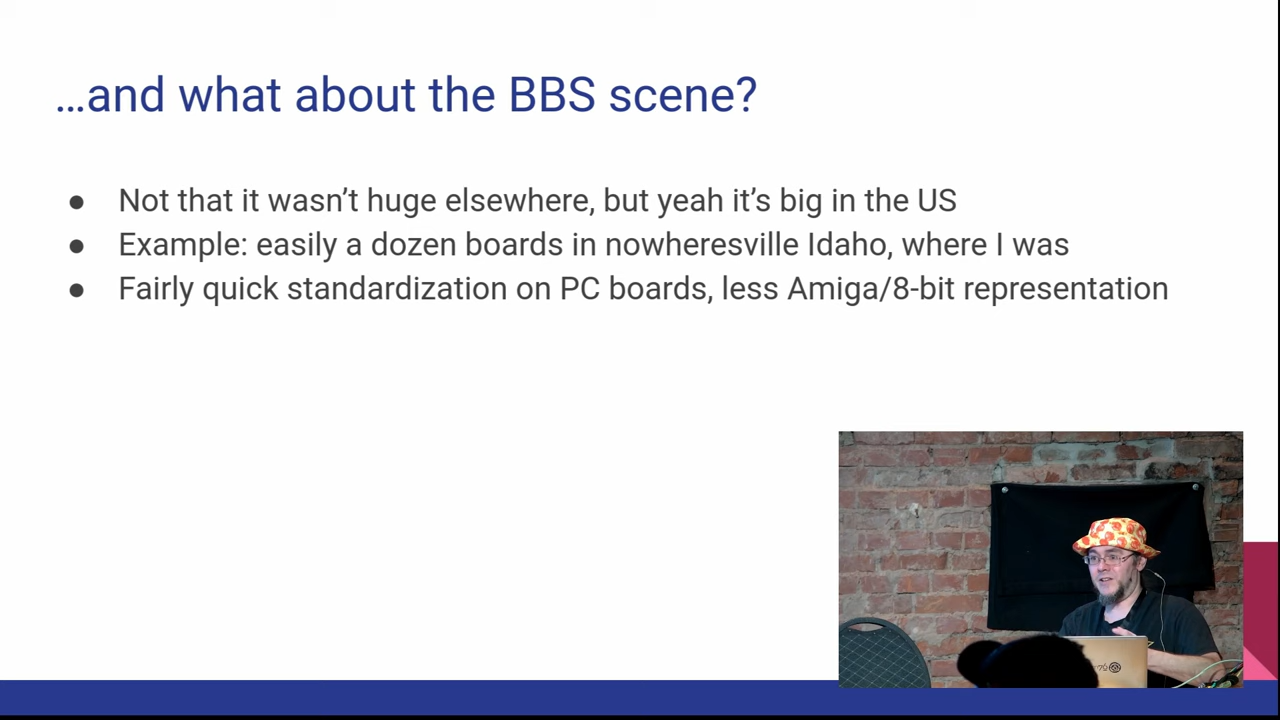 …and what about the BBS scene?
● Not that it wasn't huge elsewhere, but yeah it's big in the US
● Example: easily a dozen boards in nowheresville Idaho, where I was
● Fairly quick standardization on PC boards, less Amiga/8-bit representation